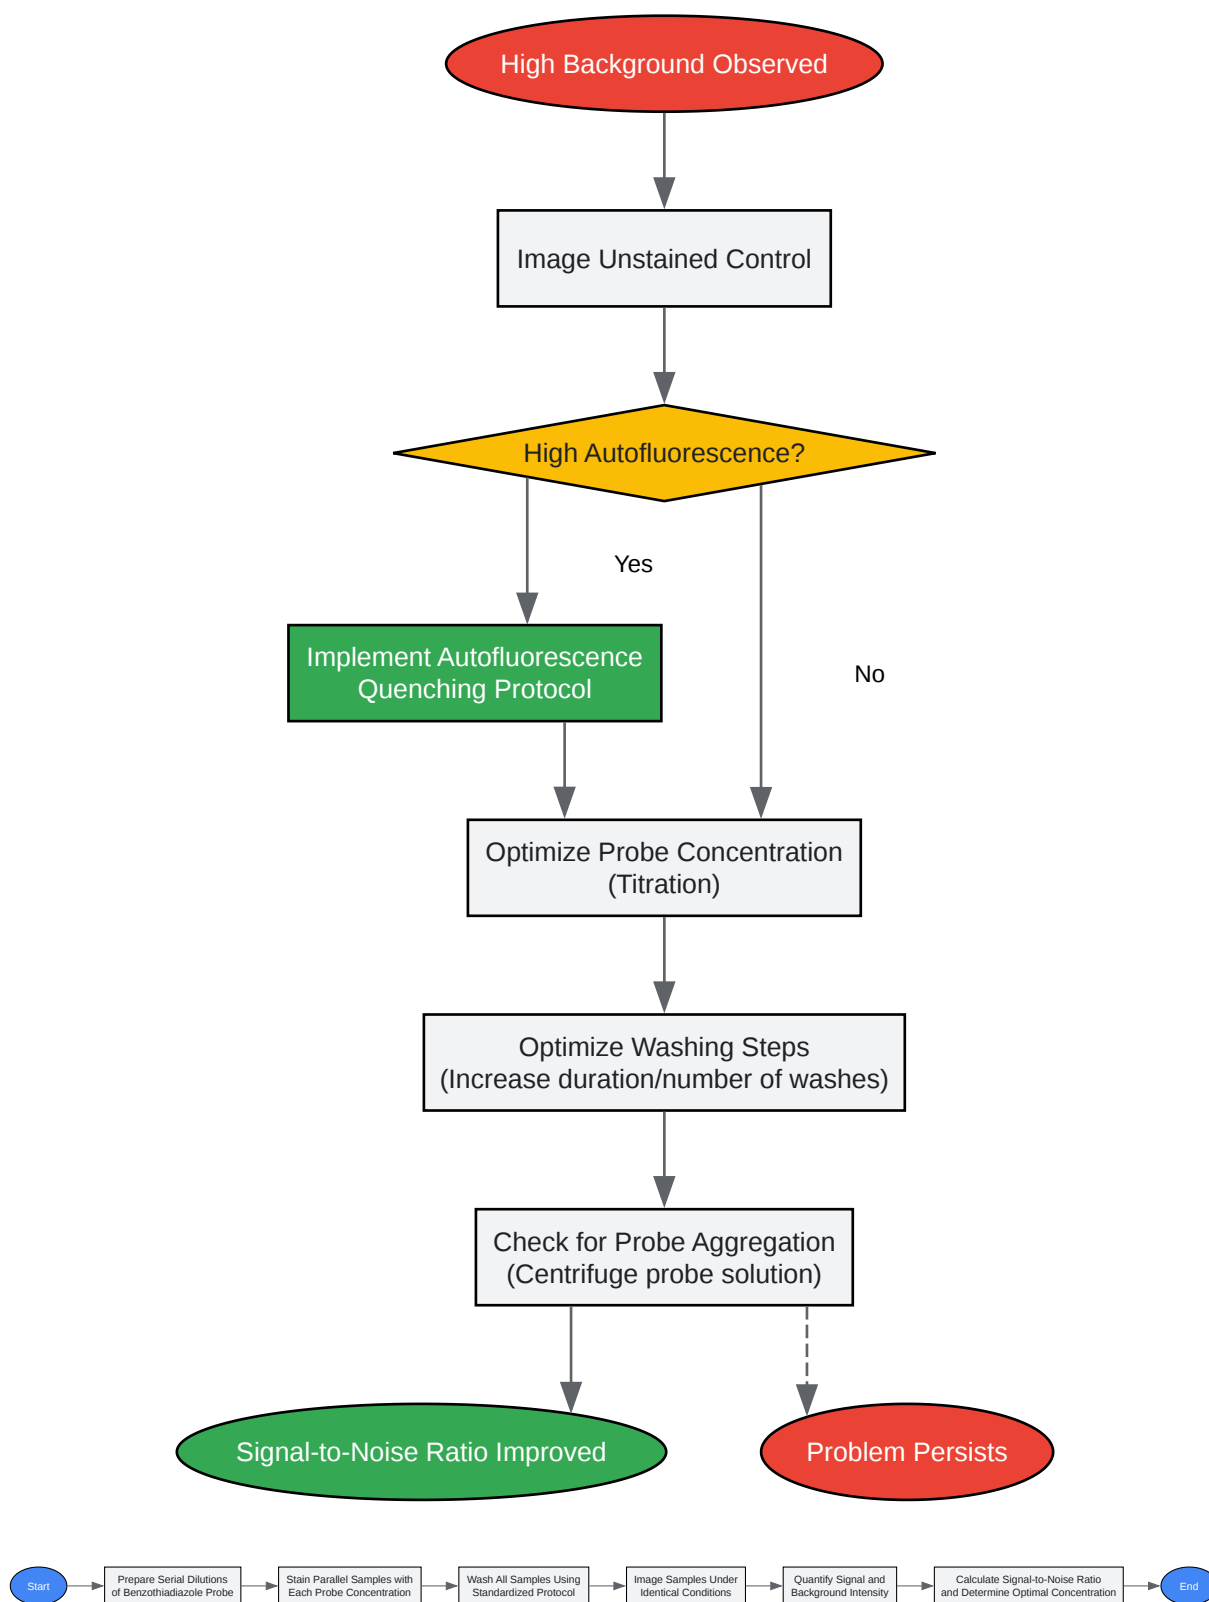 High Background Observed
Image Unstained Control
High Autofluorescence?
Yes
Implement Autofluorescence
Quenching Protocol
No
Optimize Probe Concentration
(Titration)
Optimize Washing Steps
(Increase duration/number of washes)
Check for Probe Aggregation
(Centrifuge probe solution)
Signal-to-Noise Ratio Improved
Problem Persists
Start
Prepare Serial Dilutions
of Benzothiadiazole Probe
Stain Parallel Samples with
Each Probe Concentration
Wash All Samples Using
Standardized Protocol
Image Samples Under
Identical Conditions
Quantify Signal and
Background Intensity
Calculate Signal-to-Noise Ratio
and Determine Optimal Concentration
End